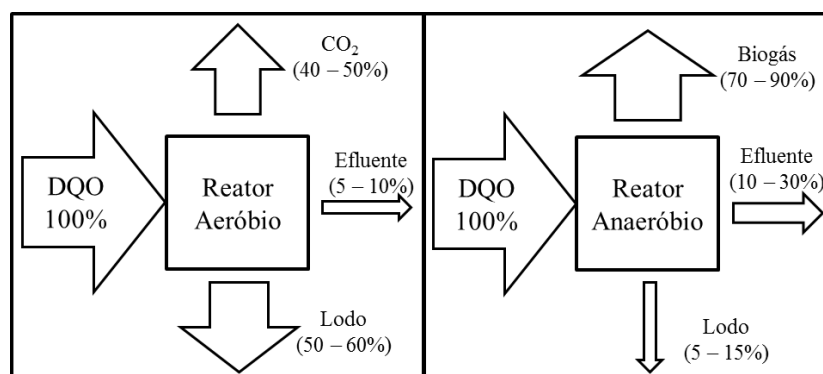 CO₂
(40 – 50%)
DQO
100%
Reator
Aeróbio
Efluente
(5 – 10%)
Lodo
(50 – 60%)
Biogás
(70 – 90%)
DQO
100%
Reator
Anaeróbio
Efluente
(10 – 30%)
Lodo
(5 – 15%)